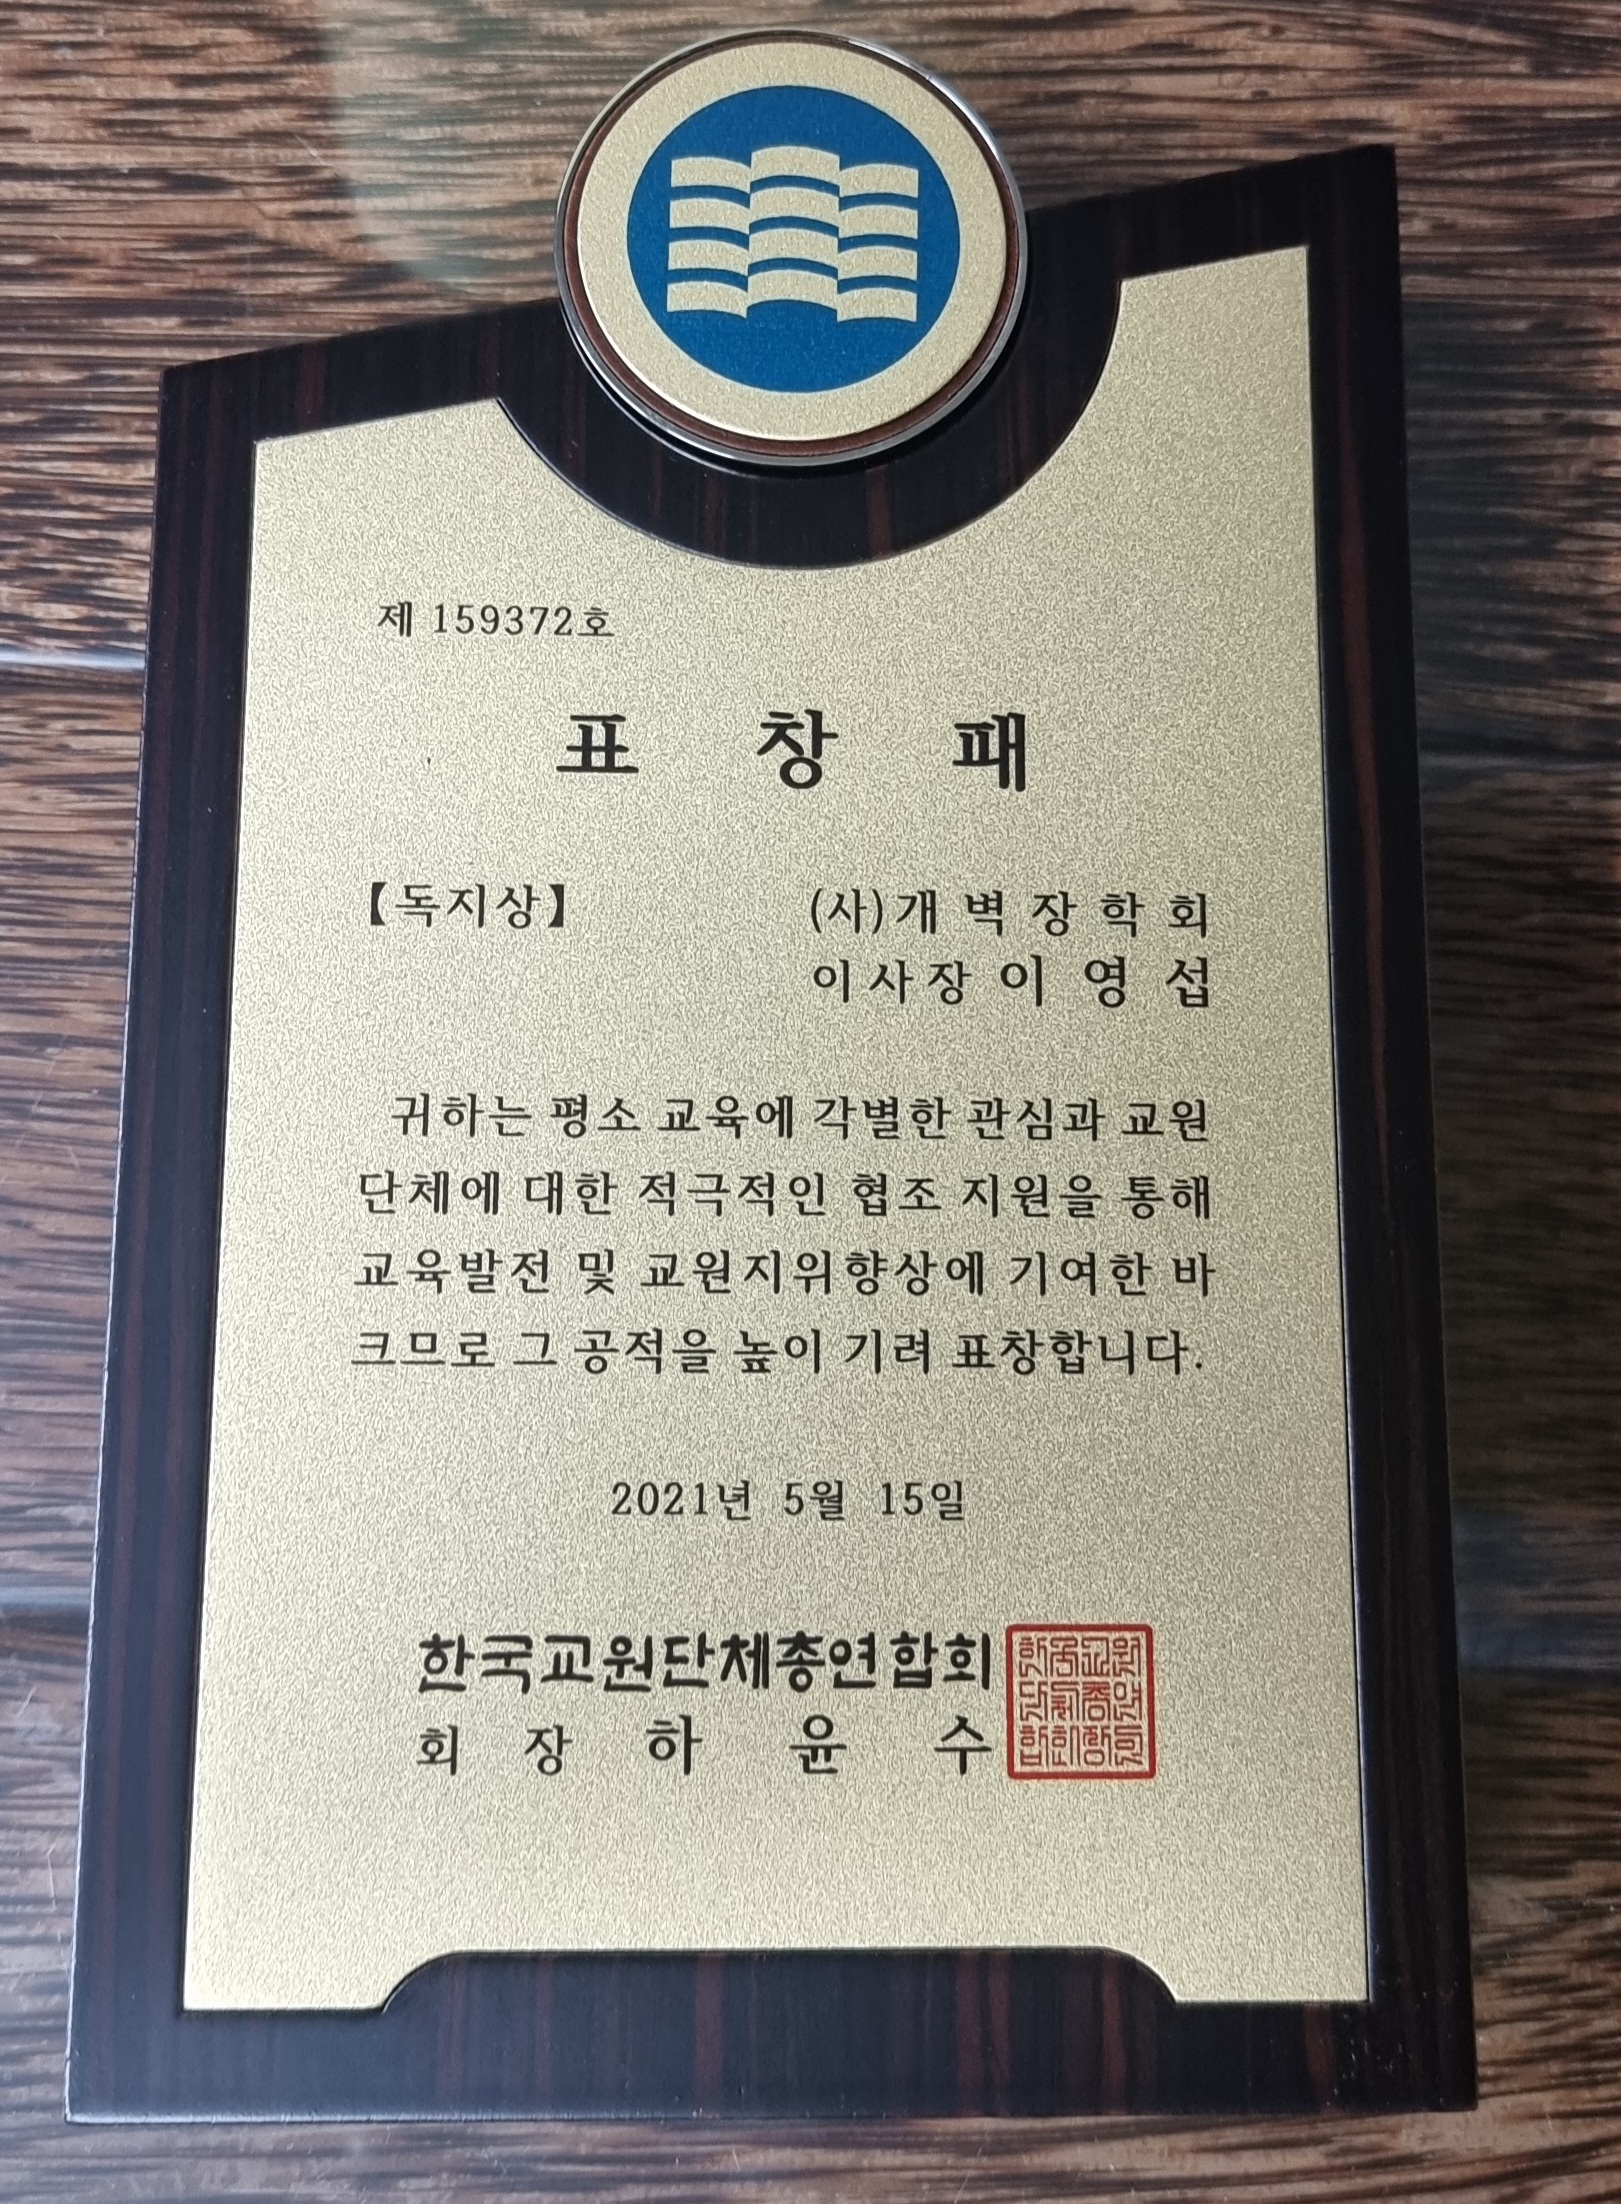 제 159372호
표 창 패
【독지상】 (사)개 벽 장 학 회
이 사 장 이 영 섭
귀하는 평소 교육에 각별한 관심과 교원
단체에 대한 적극적인 협조 지원을 통해
교육발전 및 교원지위향상에 기여한 바
크므로 그 공적을 높이 기려 표창합니다.
2021년 5월 15일
한국교원단체총연합회
회 장 하 윤 수